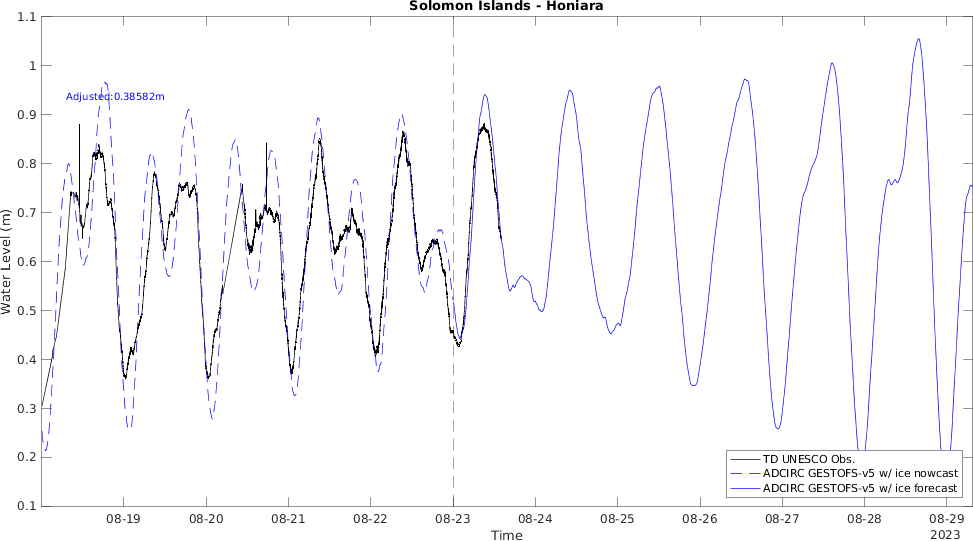 Solomon Islands - Honiara
1.1
1
0.9
0.8
0.7
0.6
0.5
0.4
0.3
0.2
0.1
Water Level (m)
Adjusted:0.38582m
TD UNESCO Obs.
ADCIRC GESTOFS-v5 w/ ice nowcast
ADCIRC GESTOFS-v5 w/ ice forecast
08-19 08-20 08-21 08-22 08-23 08-24 08-25 08-26 08-27 08-28 08-29
Time
2023